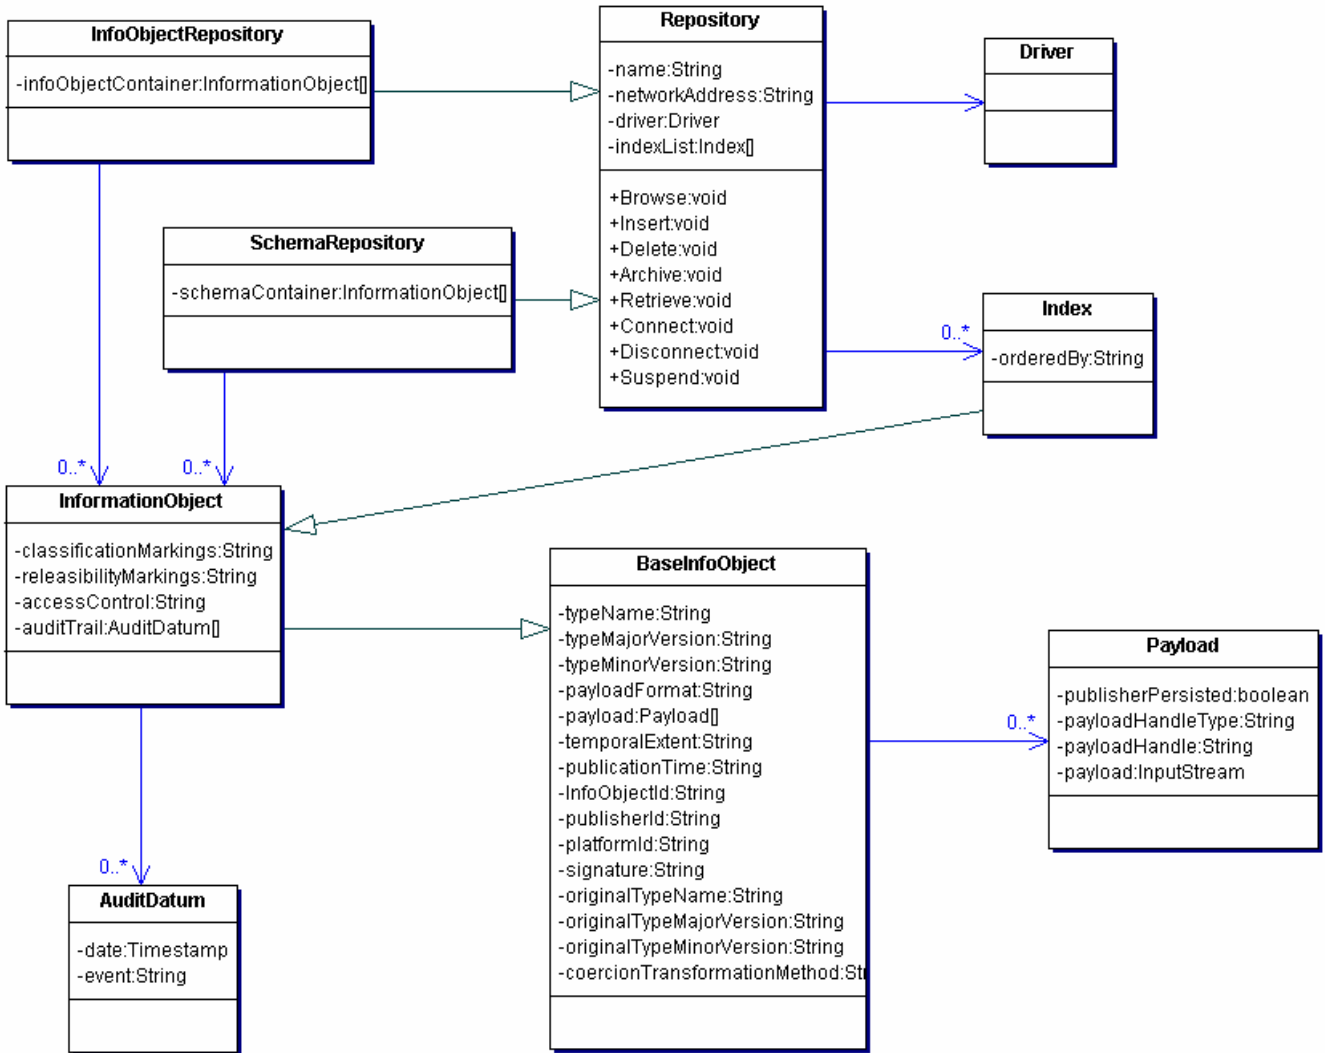 InfoObjectRepository
-infoObjectContainer:InformationObject[]
Repository
-name:String
-networkAddress:String
-driver:Driver
-indexList:Index[]
+Browse:void
+Insert:void
+Delete:void
+Archive:void
+Retrieve:void
+Connect:void
+Disconnect:void
+Suspend:void
Driver
SchemaRepository
-schemaContainer:InformationObject[]
0..*
Index
-orderedBy:String
0..*
0..*
InformationObject
-classificationMarkings:String
-releasibilityMarkings:String
-accessControl:String
-auditTrail:AuditDatum[]
BaseInfoObject
-typeName:String
-typeMajorVersion:String
-typeMinorVersion:String
-payloadFormat:String
-payload:Payload[]
-temporalExtent:String
-publicationTime:String
-InfoObjectId:String
-publisherId:String
-platformId:String
-signature:String
-originalTypeName:String
-originalTypeMajorVersion:String
-originalTypeMinorVersion:String
-coercionTransformationMethod:Stri
0..*
Payload
-publisherPersisted:boolean
-payloadHandleType:String
-payloadHandle:String
-payload:InputStream
0..*
AuditDatum
-date:Timestamp
-event:String